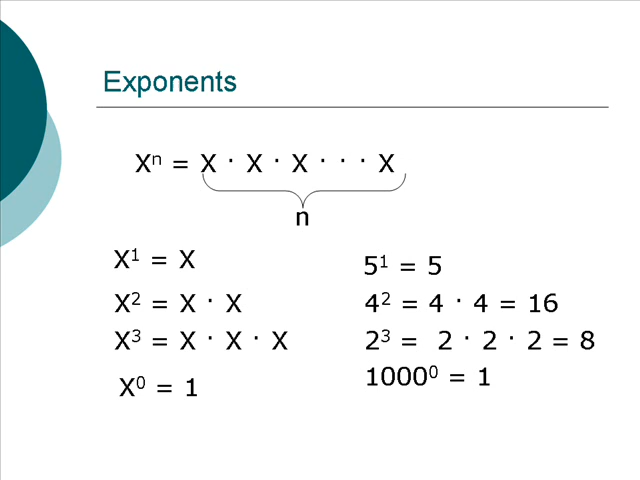 Exponents
Xⁿ = X · X · X · · · X
n
X¹ = X
X² = X · X
X³ = X · X · X
X⁰ = 1
5¹ = 5
4² = 4 · 4 = 16
2³ = 2 · 2 · 2 = 8
1000⁰ = 1